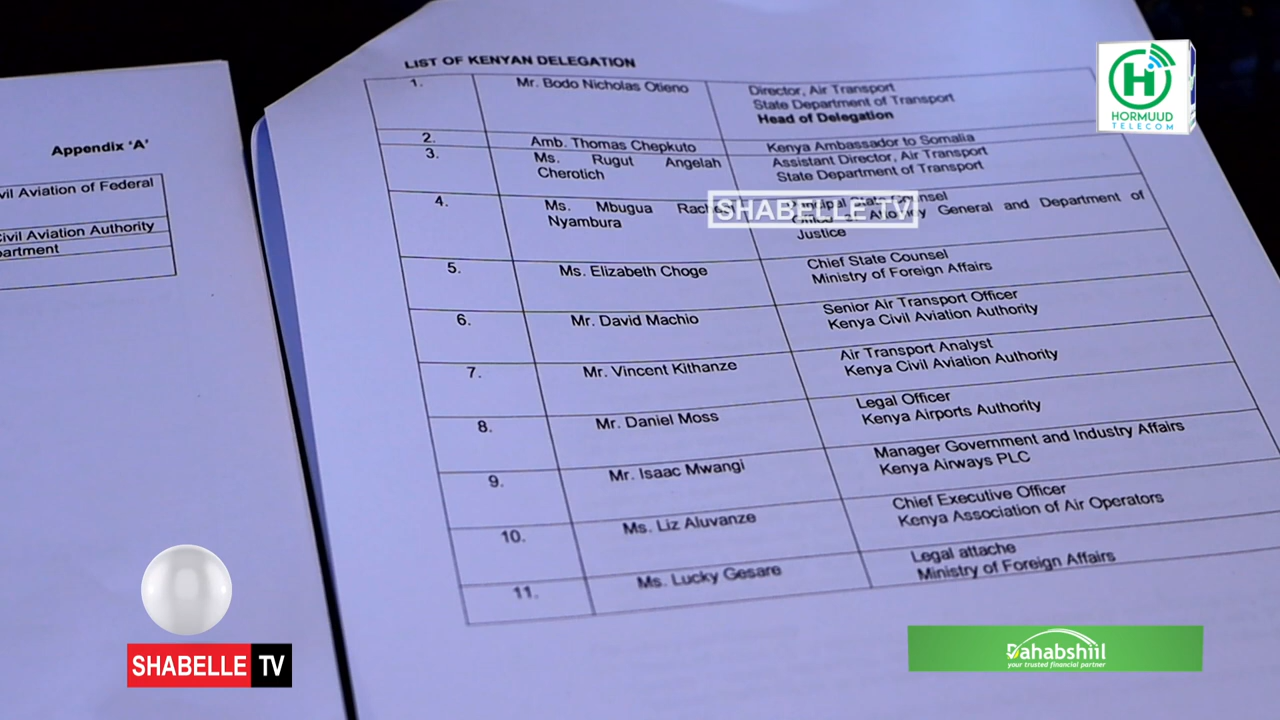 Appendix 'A'
vil Aviation of Federal
ivil Aviation Authority
partment
LIST OF KENYAN DELEGATION
1. Mr. Bodo Nicholas Otieno Director, Air Transport
State Department of Transport
Head of Delegation
2. Amb. Thomas Chepkuto Kenya Ambassador to Somalia
3. Ms. Rugut Angelah Assistant Director, Air Transport
Cherotich State Department of Transport
4. Ms. Mbugua Counsel
Nyambura General and Department of
Justice
5. Ms. Elizabeth Choge Chief State Counsel
Ministry of Foreign Affairs
6. Mr. David Machio Senior Air Transport Officer
Kenya Civil Aviation Authority
7. Mr. Vincent Kithanze Air Transport Analyst
Kenya Civil Aviation Authority
8. Mr. Daniel Moss Legal Officer
Kenya Airports Authority
9. Mr. Isaac Mwangi Manager Government and Industry Affairs
Kenya Airways PLC
10. Ms. Liz Aluvanze Chief Executive Officer
Kenya Association of Air Operators
11. Ms. Lucky Gesare Legal attache
Ministry of Foreign Affairs
SHABELLE TV
H
HORMUUD
TELECOM
SHABELLE TV
Dahabshiil
your trusted financial partner